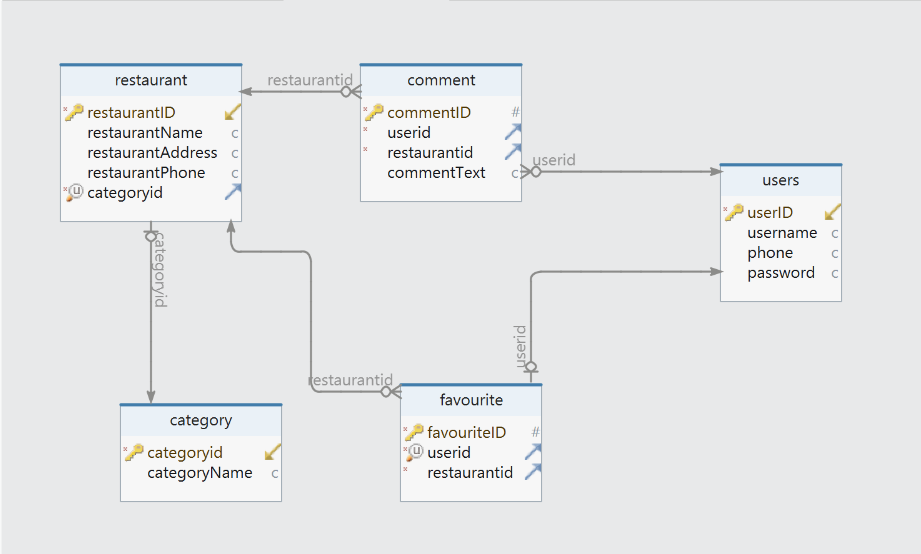 restaurant
restaurantID
restaurantName c
restaurantAddress c
restaurantPhone c
u categoryid
restaurantid
comment
commentID #
userid
restaurantid
commentText c
userid
users
userID
username c
phone c
password c
categoryid
restaurantid
userid
category
categoryid
categoryName c
favourite
favouriteID #
u userid
restaurantid